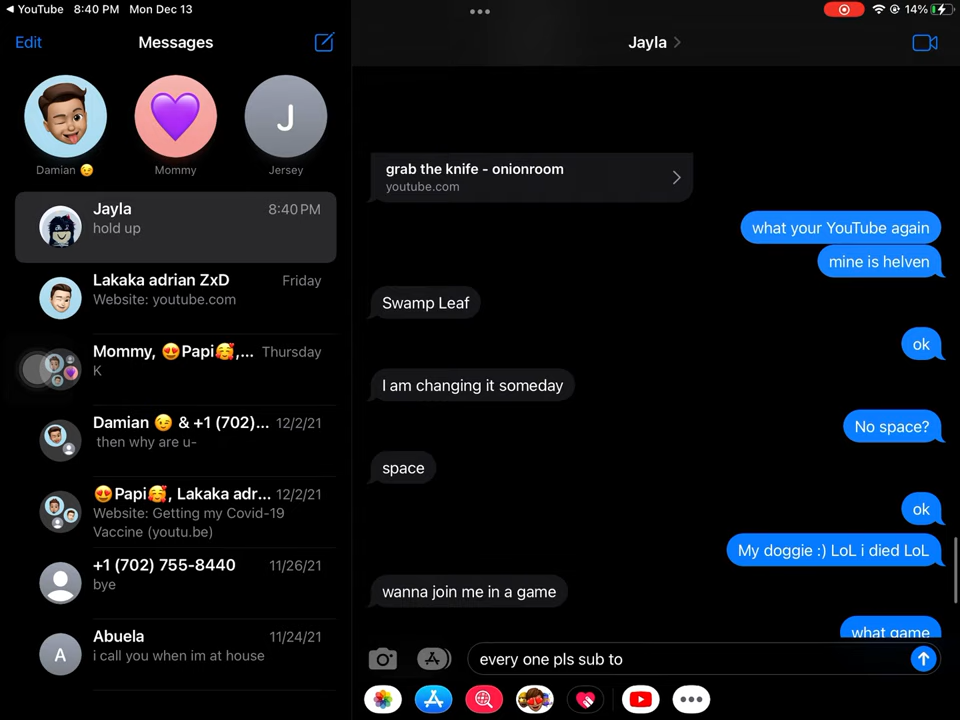 ◀ YouTube 8:40 PM Mon Dec 13
14%
Edit
Messages
Jayla
Damian 😉
Mommy
J
Jersey
Jayla
8:40 PM
hold up
Lakaka adrian ZxD
Friday
Website: youtube.com
Mommy, 😍Papi🥰,...
Thursday
K
Damian 😉 & +1 (702)...
12/2/21
then why are u-
😍Papi🥰, Lakaka adr...
12/2/21
Website: Getting my Covid-19
Vaccine (youtu.be)
+1 (702) 755-8440
11/26/21
bye
A
Abuela
11/24/21
i call you when im at house
grab the knife - onionroom
youtube.com
what your YouTube again
mine is helven
Swamp Leaf
ok
I am changing it someday
No space?
space
ok
My doggie :) LoL i died LoL
wanna join me in a game
what game
every one pls sub to